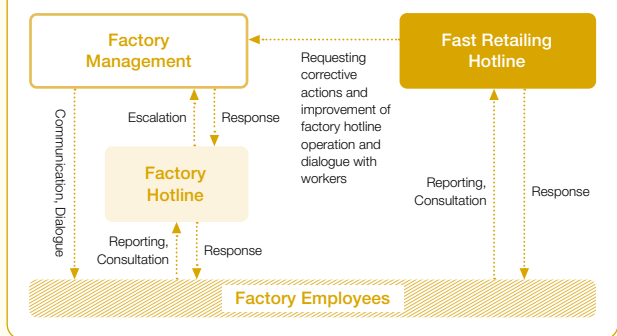 Factory
Management
Fast Retailing
Hotline
Requesting
corrective
actions and
improvement of
factory hotline
operation and
dialogue with
workers
Communication, Dialogue
Escalation
Response
Factory
Hotline
Reporting,
Consultation
Response
Reporting,
Consultation
Response
Factory Employees